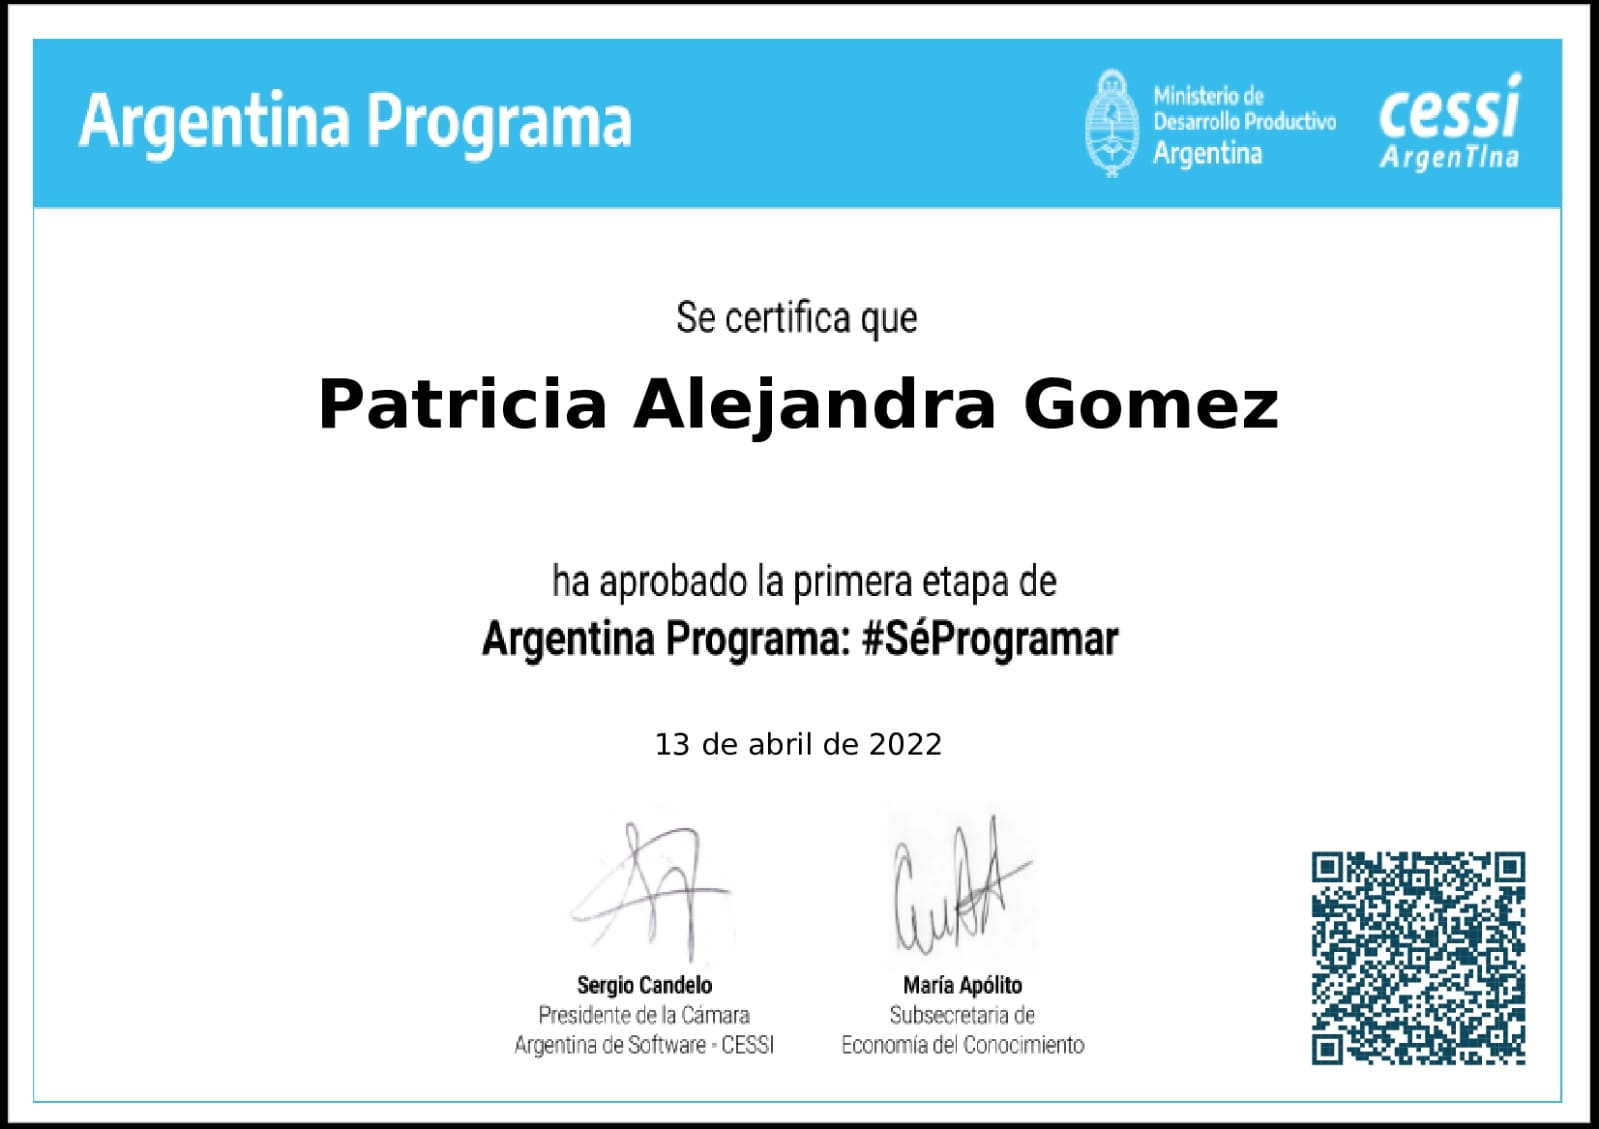 Argentina Programa
Ministerio de
Desarrollo Productivo
Argentina
cessi
ArgenTIna
Se certifica que
Patricia Alejandra Gomez
ha aprobado la primera etapa de
Argentina Programa: #SéProgramar
13 de abril de 2022
Sergio Candelo
Presidente de la Cámara
Argentina de Software - CESSI
María Apólito
Subsecretaria de
Economía del Conocimiento